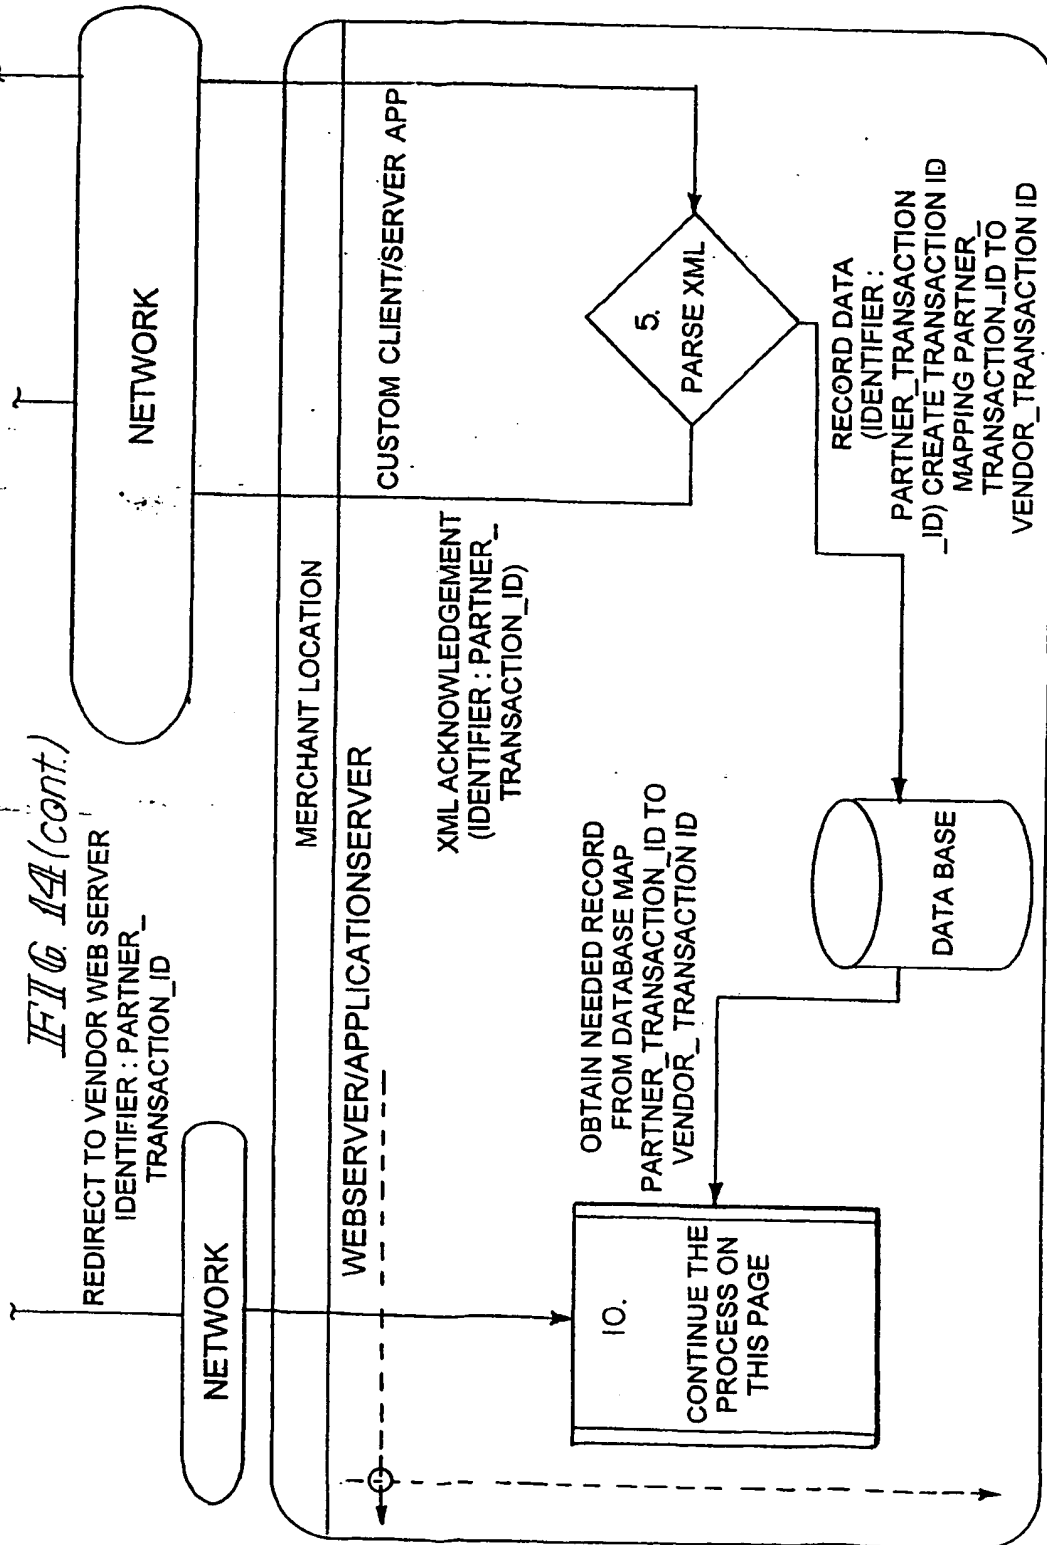 FIG. 14 (cont.)
REDIRECT TO VENDOR WEB SERVER
IDENTIFIER : PARTNER_
TRANSACTION_ID
NETWORK
NETWORK
MERCHANT LOCATION
WEBSERVER/APPLICATIONSERVER
CUSTOM CLIENT/SERVER APP
XML ACKNOWLEDGEMENT
(IDENTIFIER : PARTNER_
TRANSACTION_ID)
5.
PARSE XML
OBTAIN NEEDED RECORD
FROM DATABASE MAP
PARTNER_TRANSACTION_ID TO
VENDOR_ TRANSACTION ID
RECORD DATA
(IDENTIFIER :
PARTNER_TRANSACTION
_ID) CREATE TRANSACTION ID
MAPPING PARTNER_
TRANSACTION_ID TO
VENDOR_TRANSACTION ID
10.
CONTINUE THE
PROCESS ON
THIS PAGE
DATA BASE